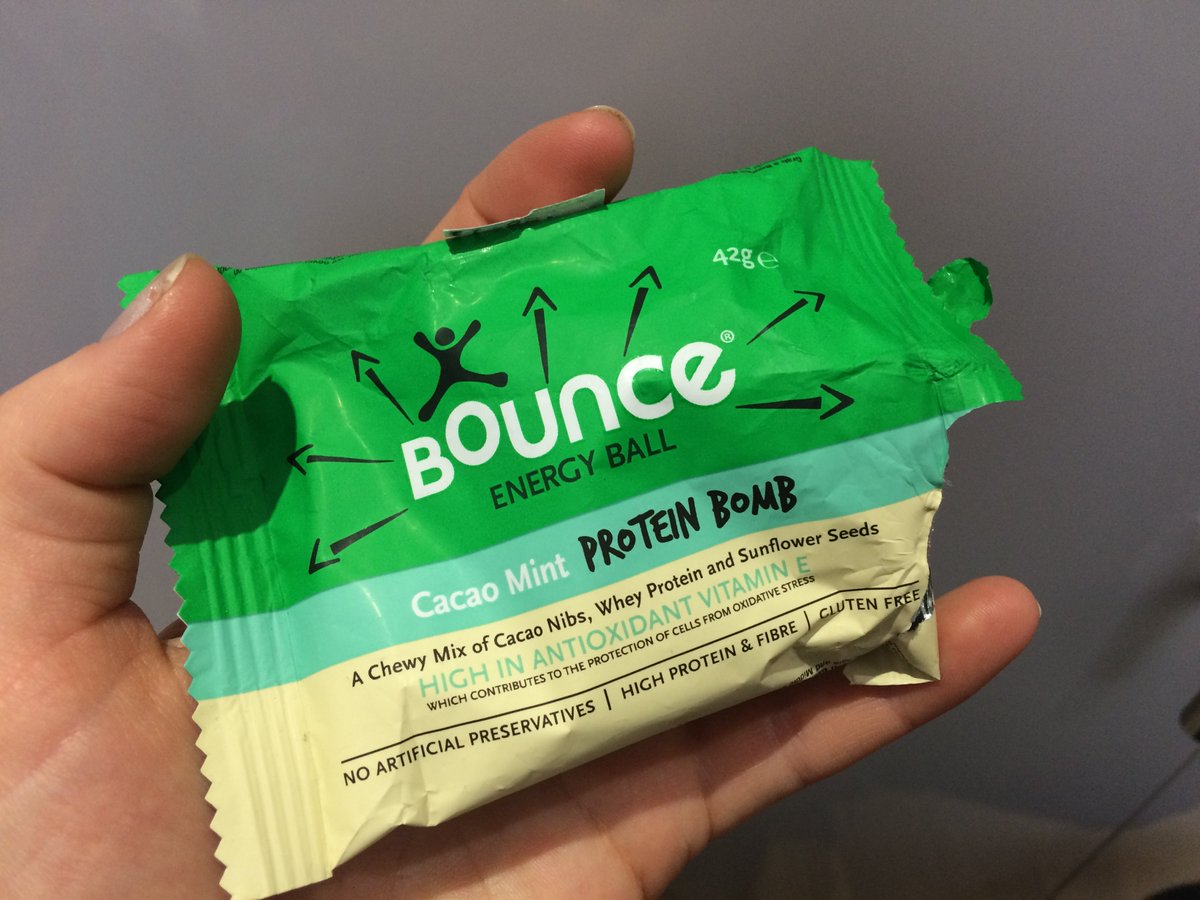 42g e
BOUNCE®
ENERGY BALL
Cacao Mint PROTEIN BOMB
A Chewy Mix of Cacao Nibs, Whey Protein and Sunflower Seeds
HIGH IN ANTIOXIDANT VITAMIN E
WHICH CONTRIBUTES TO THE PROTECTION OF CELLS FROM OXIDATIVE STRESS
NO ARTIFICIAL PRESERVATIVES | HIGH PROTEIN & FIBRE | GLUTEN FREE